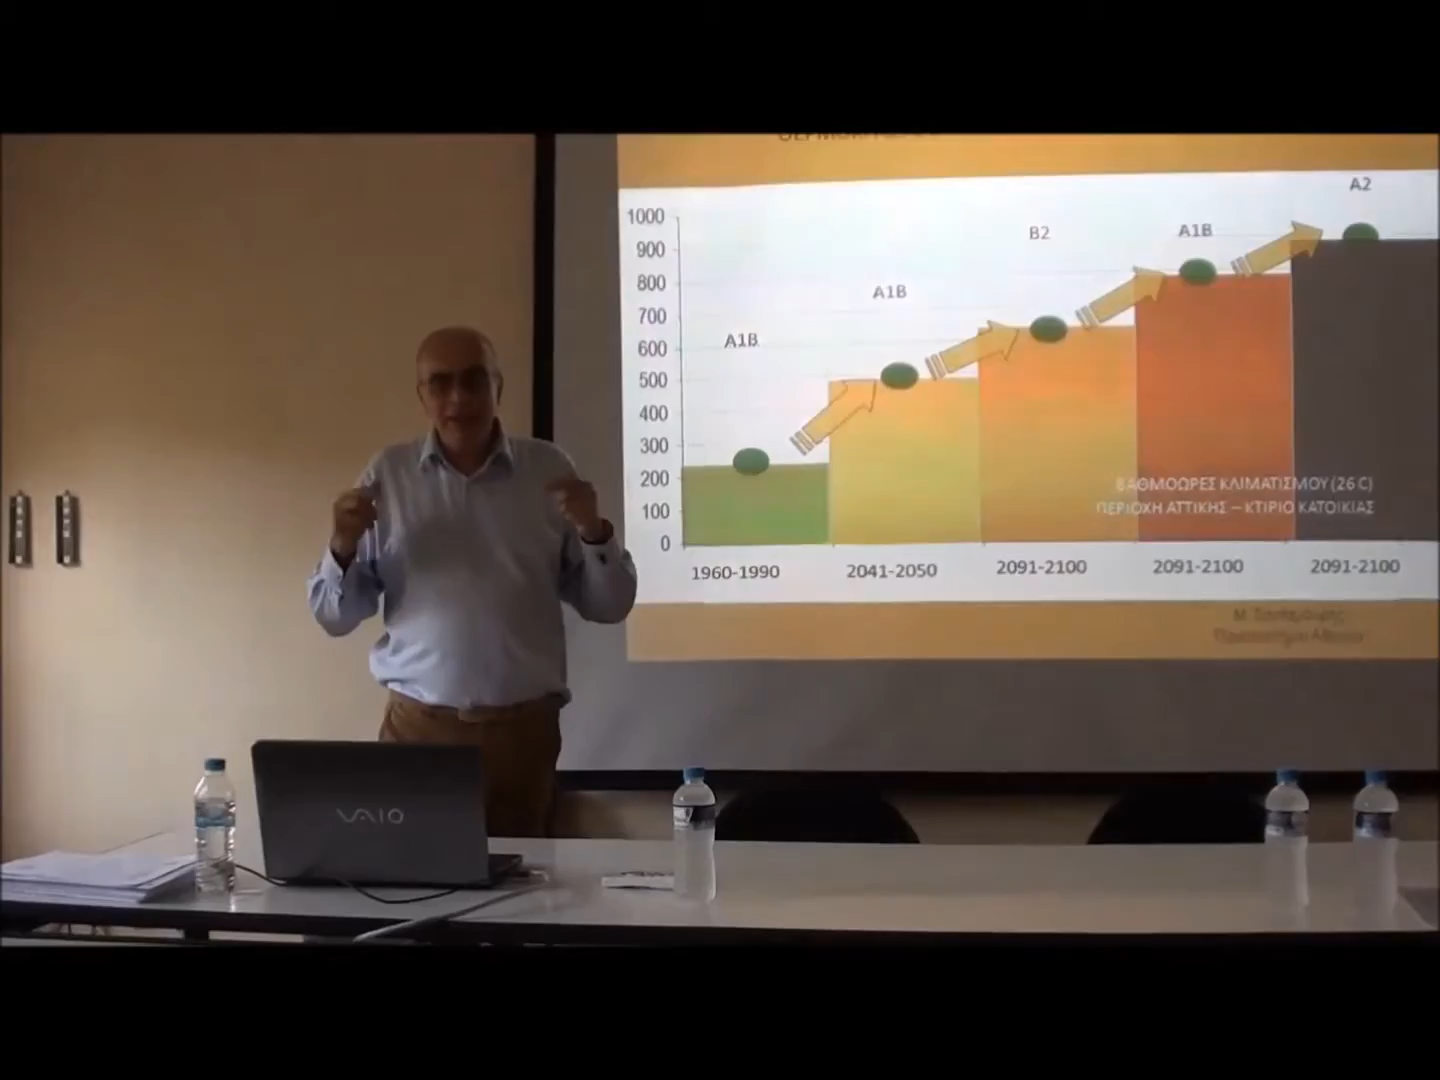 A2
A1B
B2
A1B
A1B
1000
900
800
700
600
500
400
300
200
100
0
ΒΑΘΜΟΩΡΕΣ ΚΛΙΜΑΤΙΣΜΟΥ (26 C)
ΠΕΡΙΟΧΗ ΑΤΤΙΚΗΣ – ΚΤΙΡΙΟ ΚΑΤΟΙΚΙΑΣ
1960-1990 2041-2050 2091-2100 2091-2100 2091-2100
VAIO